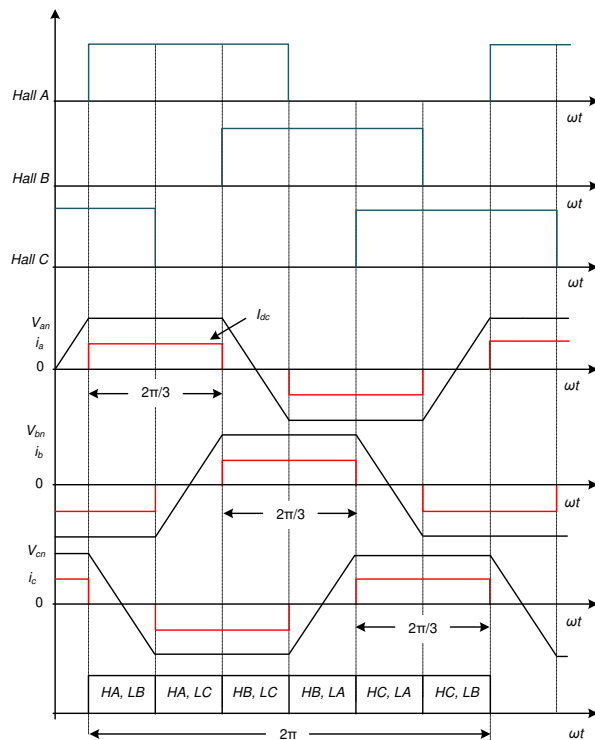 Hall A
ωt
Hall B
ωt
Hall C
ωt
Van
ia
Idc
0
ωt
2π/3
Vbn
ib
0
ωt
2π/3
Vcn
ic
0
ωt
2π/3
HA, LB HA, LC HB, LC HB, LA HC, LA HC, LB
2π
ωt